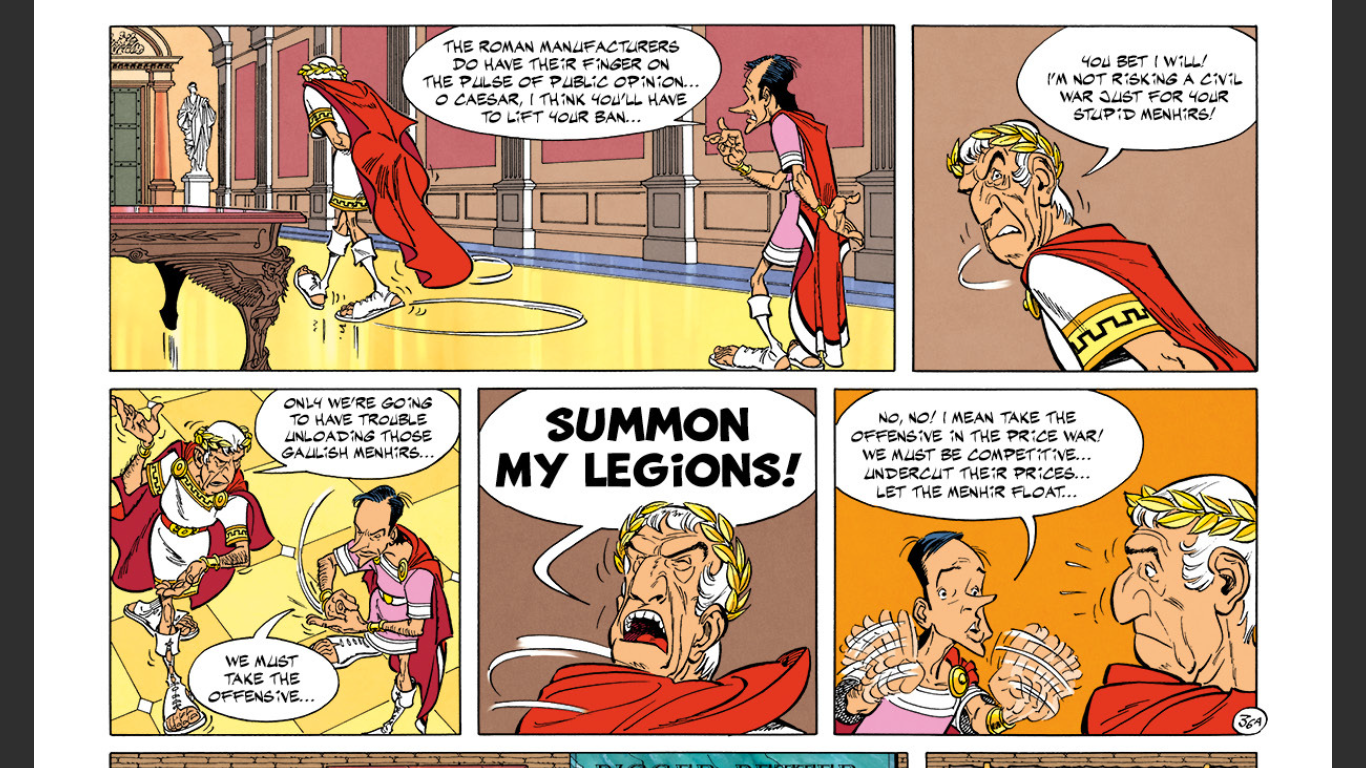 THE ROMAN MANUFACTURERS
DO HAVE THEIR FINGER ON
THE PULSE OF PUBLIC OPINION...
O CAESAR, I THINK YOU'LL HAVE
TO LIFT YOUR BAN...
YOU BET I WILL!
I'M NOT RISKING A CIVIL
WAR JUST FOR YOUR
STUPID MENHIRS!
ONLY WE'RE GOING
TO HAVE TROUBLE
UNLOADING THOSE
GAULISH MENHIRS...
WE MUST
TAKE THE
OFFENSIVE...
SUMMON
MY LEGIONS!
NO, NO! I MEAN TAKE THE
OFFENSIVE IN THE PRICE WAR!
WE MUST BE COMPETITIVE...
UNDERCUT THEIR PRICES...
LET THE MENHIR FLOAT...
36A